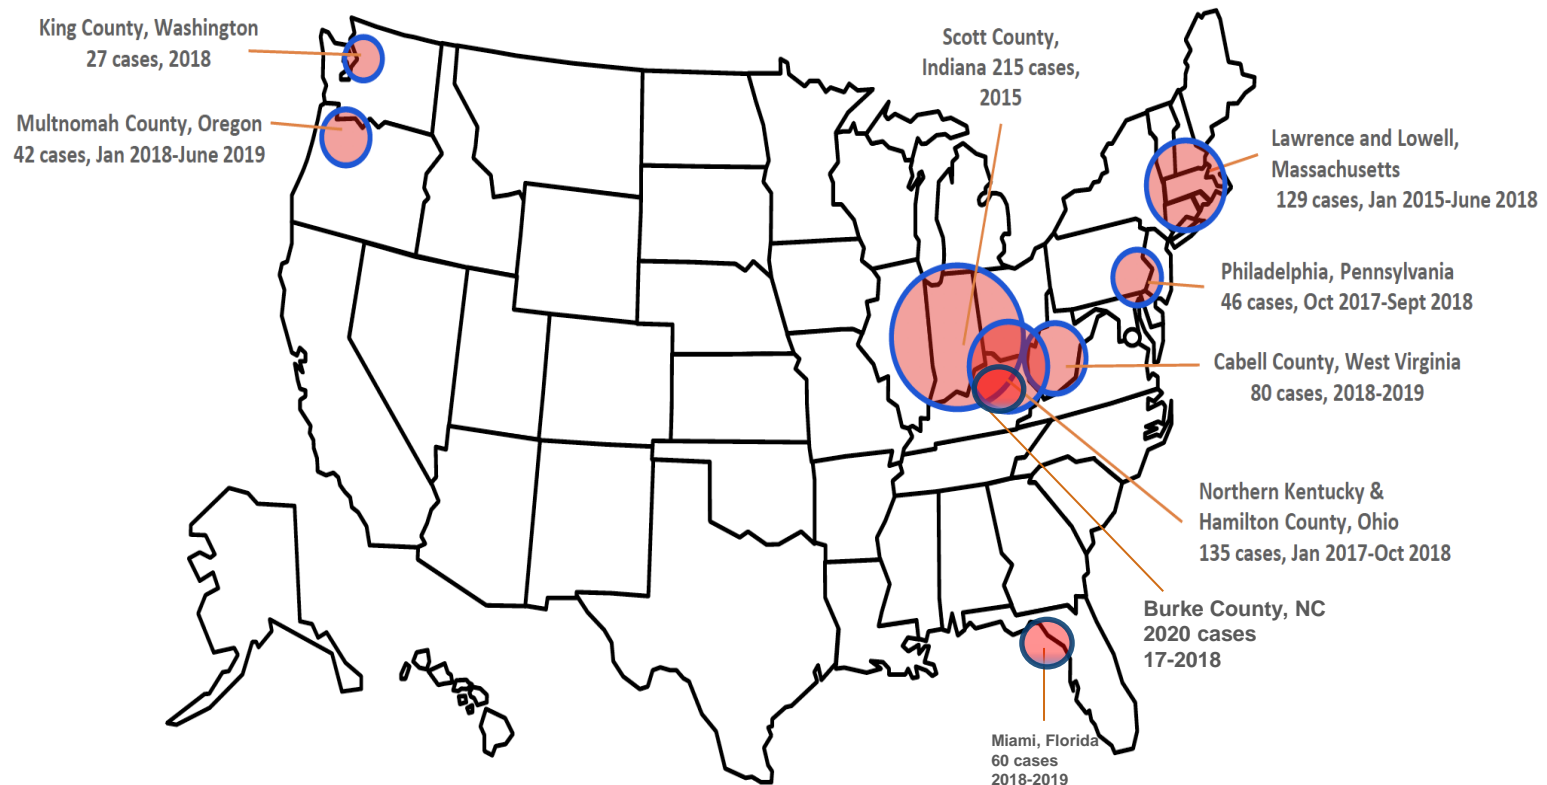 King County, Washington
27 cases, 2018
Multnomah County, Oregon
42 cases, Jan 2018-June 2019
Scott County,
Indiana 215 cases,
2015
Lawrence and Lowell,
Massachusetts
129 cases, Jan 2015-June 2018
Philadelphia, Pennsylvania
46 cases, Oct 2017-Sept 2018
Cabell County, West Virginia
80 cases, 2018-2019
Northern Kentucky &
Hamilton County, Ohio
135 cases, Jan 2017-Oct 2018
Burke County, NC
2020 cases
17-2018
Miami, Florida
60 cases
2018-2019